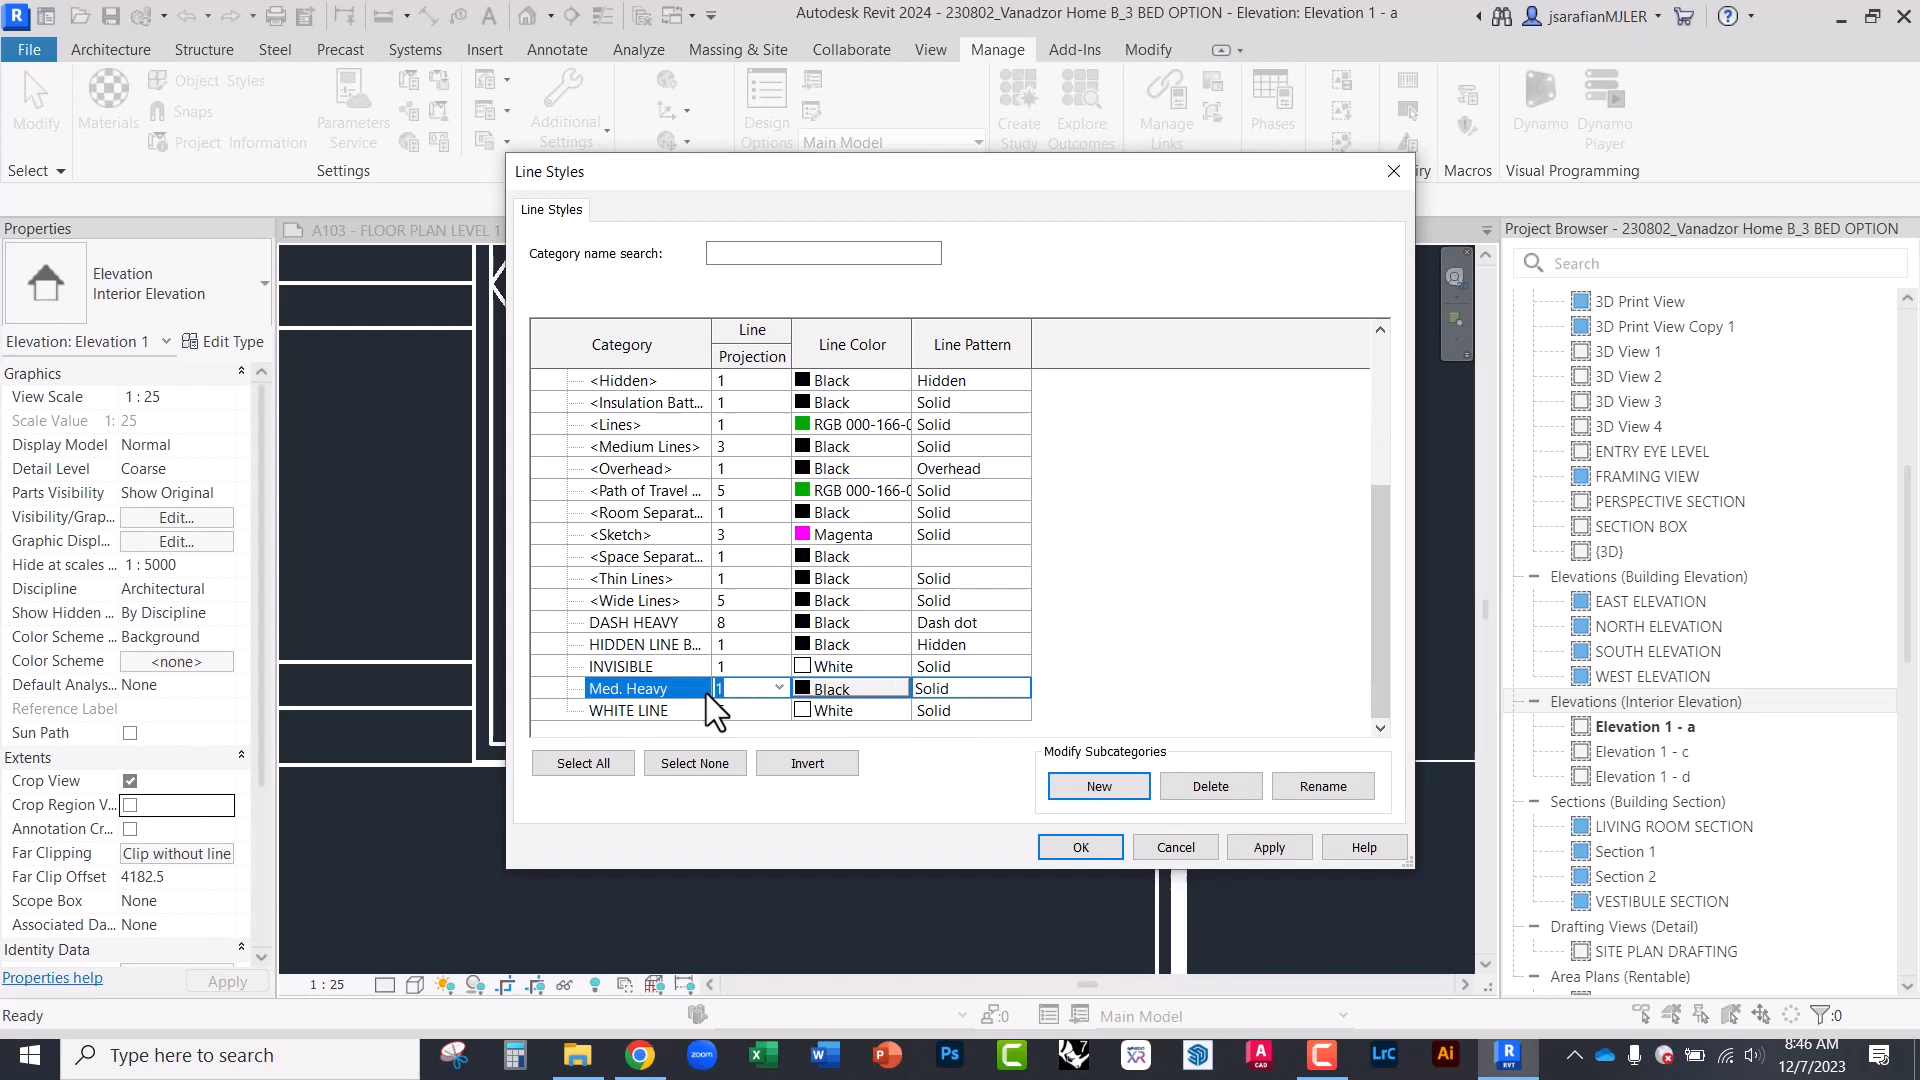 Autodesk Revit 2024 - 230802_Vanadzor Home B_3 BED OPTION - Elevation: Elevation 1 - a
jsarafianMJLER
File Architecture Structure Steel Precast Systems Insert Annotate Analyze Massing & Site Collaborate View Manage Add-Ins Modify
Modify
Materials
Object Styles
Snaps
Project Information
Parameters
Service
Additional
Settings
Design
Options
Main Model
Create
Study
Explore
Outcomes
Manage
Links
Phases
Dynamo
Dynamo
Player
Select
Settings
iry
Macros
Visual Programming
Properties
Elevation
Interior Elevation
Elevation: Elevation 1
Edit Type
Graphics
View Scale 1 : 25
Scale Value 1: 25
Display Model Normal
Detail Level Coarse
Parts Visibility Show Original
Visibility/Grap... Edit...
Graphic Displ... Edit...
Hide at scales ... 1 : 5000
Discipline Architectural
Show Hidden ... By Discipline
Color Scheme ... Background
Color Scheme <none>
Default Analys... None
Reference Label
Sun Path
Extents
Crop View
Crop Region V...
Annotation Cr...
Far Clipping Clip without line
Far Clip Offset 4182.5
Scope Box None
Associated Da... None
Identity Data
Properties help
Apply
A103 - FLOOR PLAN LEVEL 1
Line Styles
Line Styles
Category name search:
Category
Line
Projection
Line Color
Line Pattern
<Hidden> 1 Black Hidden
<Insulation Batt... 1 Black Solid
<Lines> 1 RGB 000-166-0 Solid
<Medium Lines> 3 Black Solid
<Overhead> 1 Black Overhead
<Path of Travel ... 5 RGB 000-166-0 Solid
<Room Separat... 1 Black Solid
<Sketch> 3 Magenta Solid
<Space Separat... 1 Black
<Thin Lines> 1 Black Solid
<Wide Lines> 5 Black Solid
DASH HEAVY 8 Black Dash dot
HIDDEN LINE B... 1 Black Hidden
INVISIBLE 1 White Solid
Med. Heavy 1 Black Solid
WHITE LINE White Solid
Select All Select None Invert
Modify Subcategories
New Delete Rename
OK Cancel Apply Help
Project Browser - 230802_Vanadzor Home B_3 BED OPTION
Search
3D Print View
3D Print View Copy 1
3D View 1
3D View 2
3D View 3
3D View 4
ENTRY EYE LEVEL
FRAMING VIEW
PERSPECTIVE SECTION
SECTION BOX
{3D}
Elevations (Building Elevation)
EAST ELEVATION
NORTH ELEVATION
SOUTH ELEVATION
WEST ELEVATION
Elevations (Interior Elevation)
Elevation 1 - a
Elevation 1 - c
Elevation 1 - d
Sections (Building Section)
LIVING ROOM SECTION
Section 1
Section 2
VESTIBULE SECTION
Drafting Views (Detail)
SITE PLAN DRAFTING
Area Plans (Rentable)
1 : 25
Ready
:0
Main Model
:0
Type here to search
zoom
Ps
XR
CAD
LrC
Ai
RVT
8:46 AM
12/7/2023